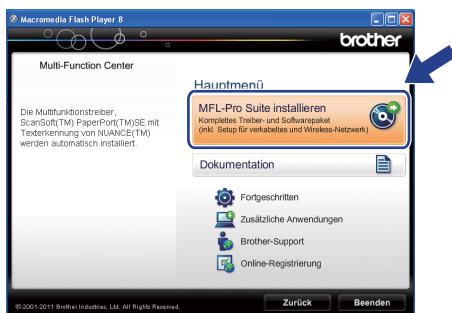 Macromedia Flash Player 8
brother
Multi-Function Center
Die Multifunktionstreiber,
ScanSoft(TM) PaperPort(TM)SE mit
Texterkennung von NUANCE(TM)
werden automatisch installiert.
Hauptmenü
MFL-Pro Suite installieren
Komplettes Treiber- und Softwarepaket
(inkl. Setup für verkabeltes und Wireless-Netzwerk)
Dokumentation
Fortgeschritten
Zusätzliche Anwendungen
Brother-Support
Online-Registrierung
© 2001-2011 Brother Industries, Ltd. All Rights Reserved.
Zurück
Beenden